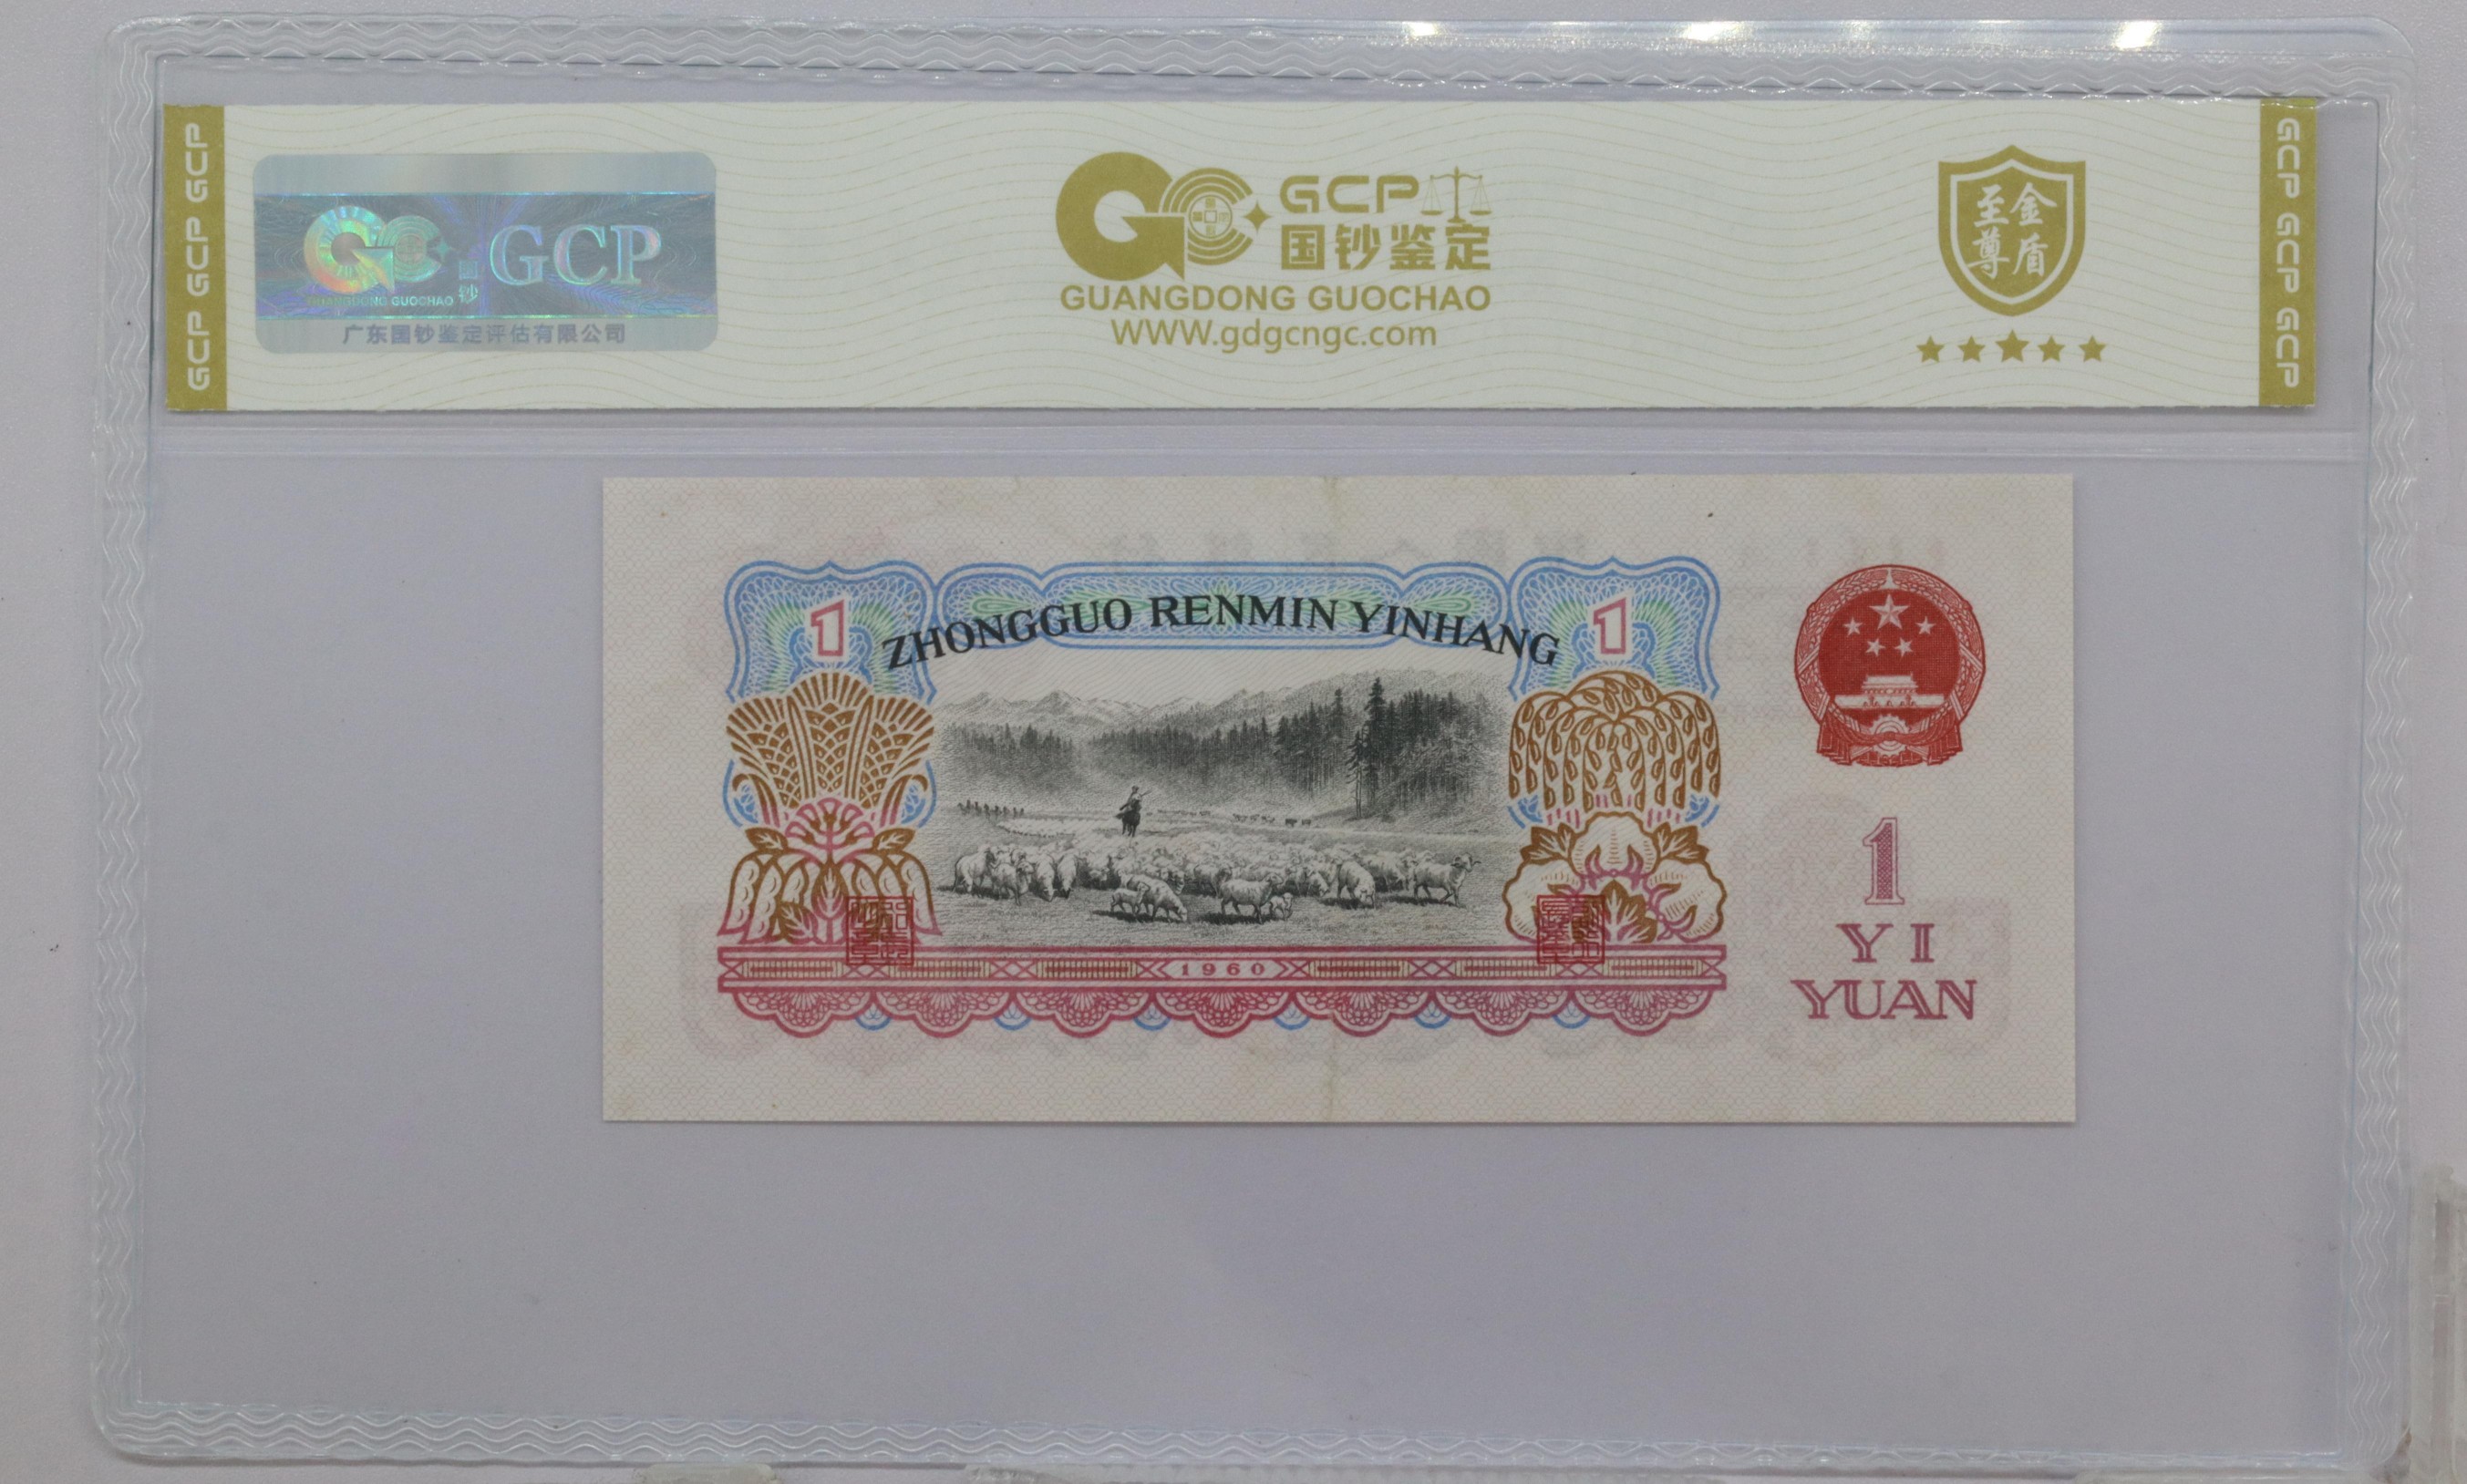 GCP GCP GCP
GCP
GUANGDONG GUOCHAO
国钞
广东国钞鉴定评估有限公司
GCP
国钞鉴定
GUANGDONG GUOCHAO
WWW.gdgcngc.com
至尊金盾
GCP GCP GCP
1
ZHONGGUO RENMIN YINHANG
1
1
YI
YUAN
1960